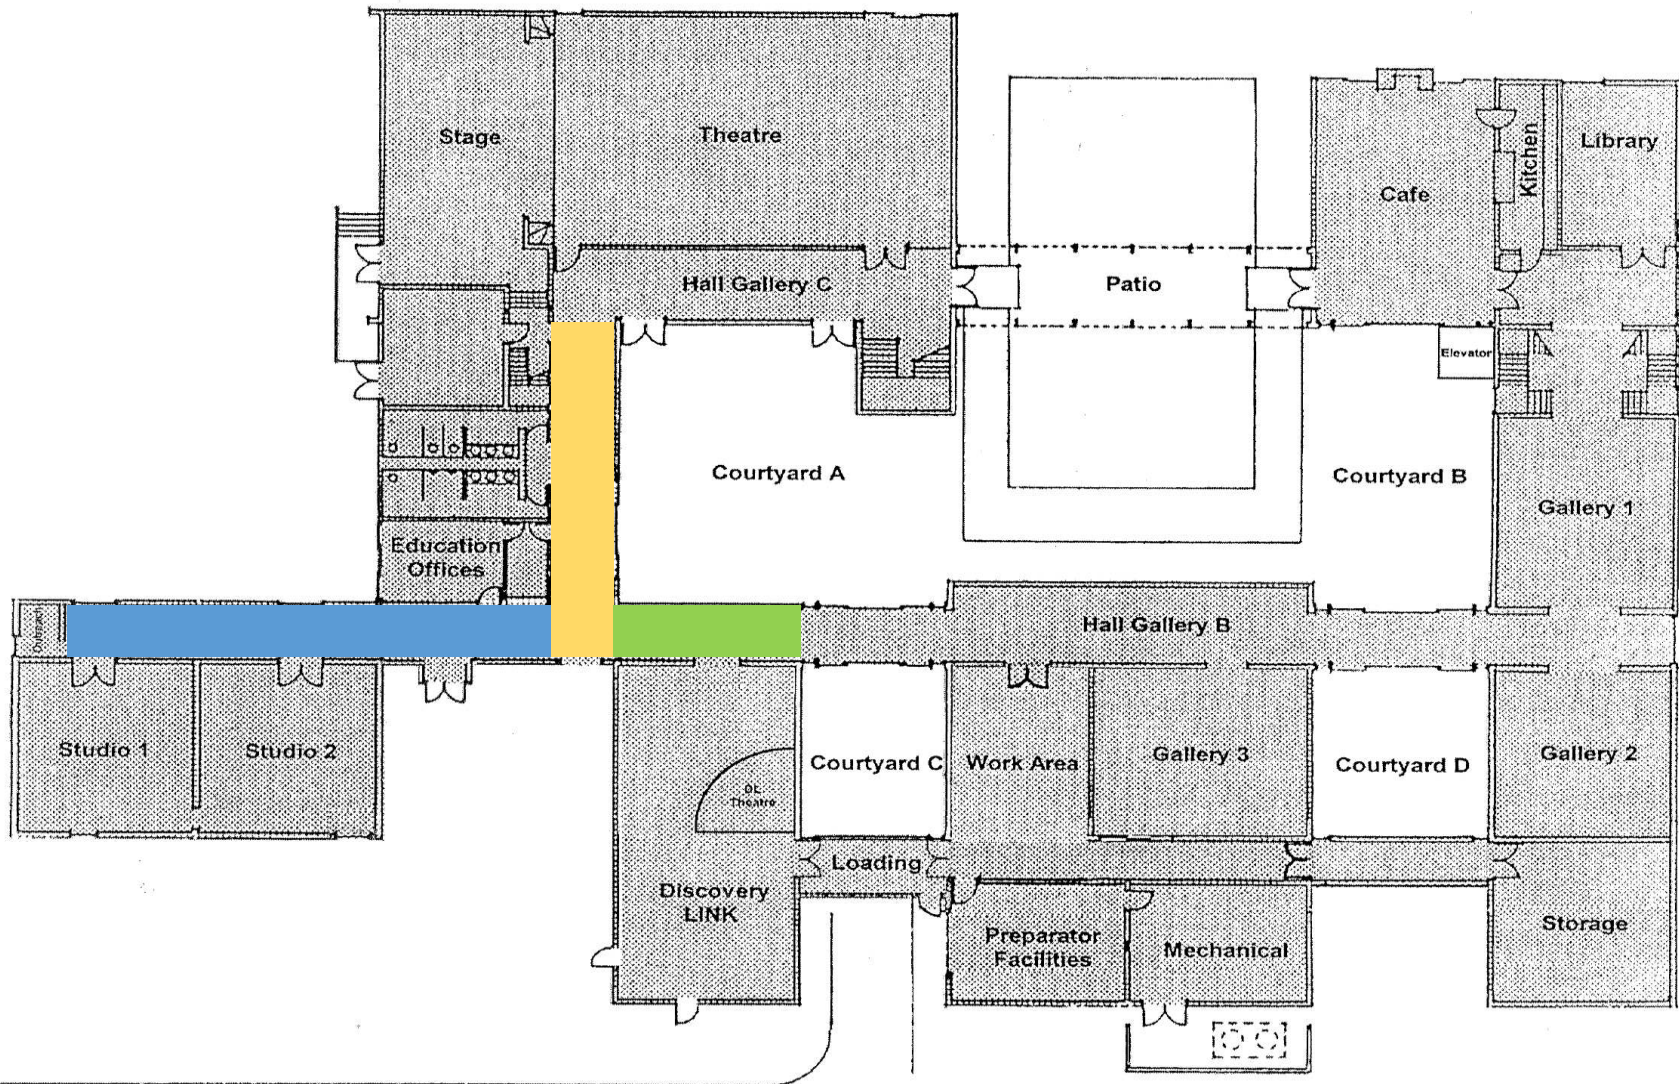 Stage
Theatre
Cafe
Kitchen
Library
Hall Gallery C
Patio
Elevator
Courtyard A
Courtyard B
Gallery 1
Education
Offices
Outreach
Hall Gallery B
Studio 1
Studio 2
DL
Theatre
Courtyard C
Work Area
Gallery 3
Courtyard D
Gallery 2
Loading
Discovery
LINK
Preparator
Facilities
Mechanical
Storage